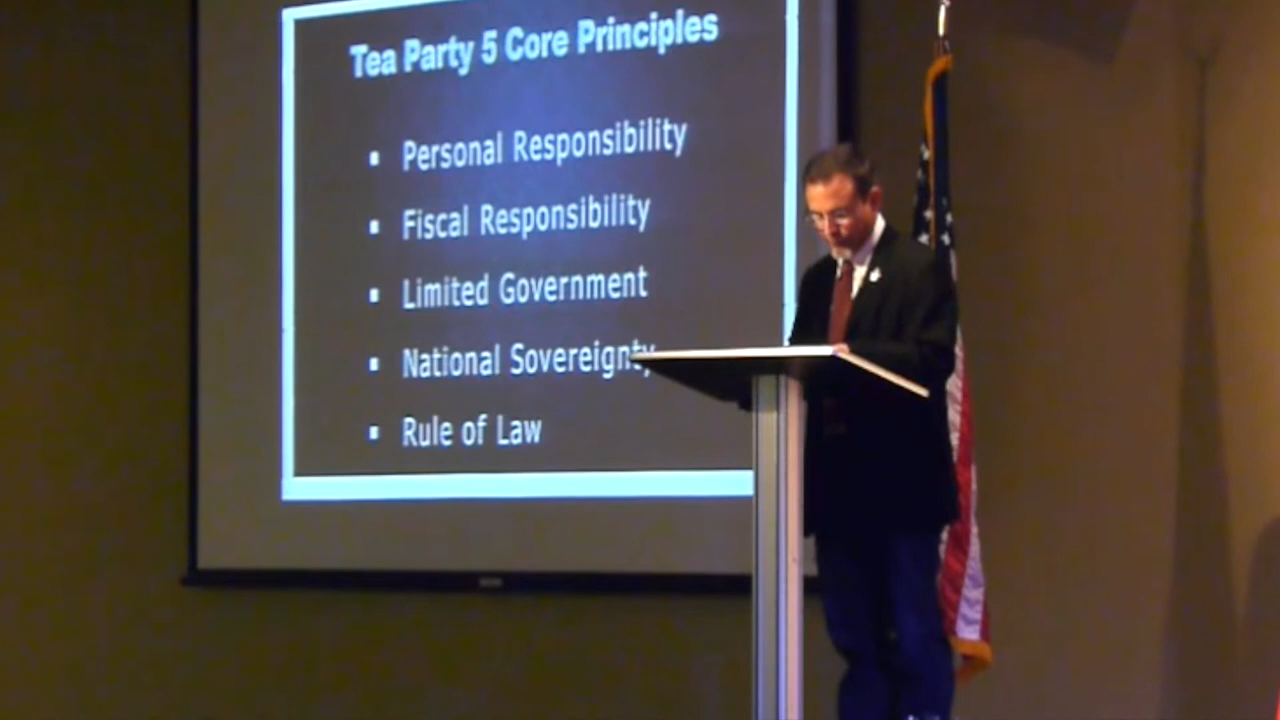 Tea Party 5 Core Principles
▪ Personal Responsibility
▪ Fiscal Responsibility
▪ Limited Government
▪ National Sovereignty
▪ Rule of Law